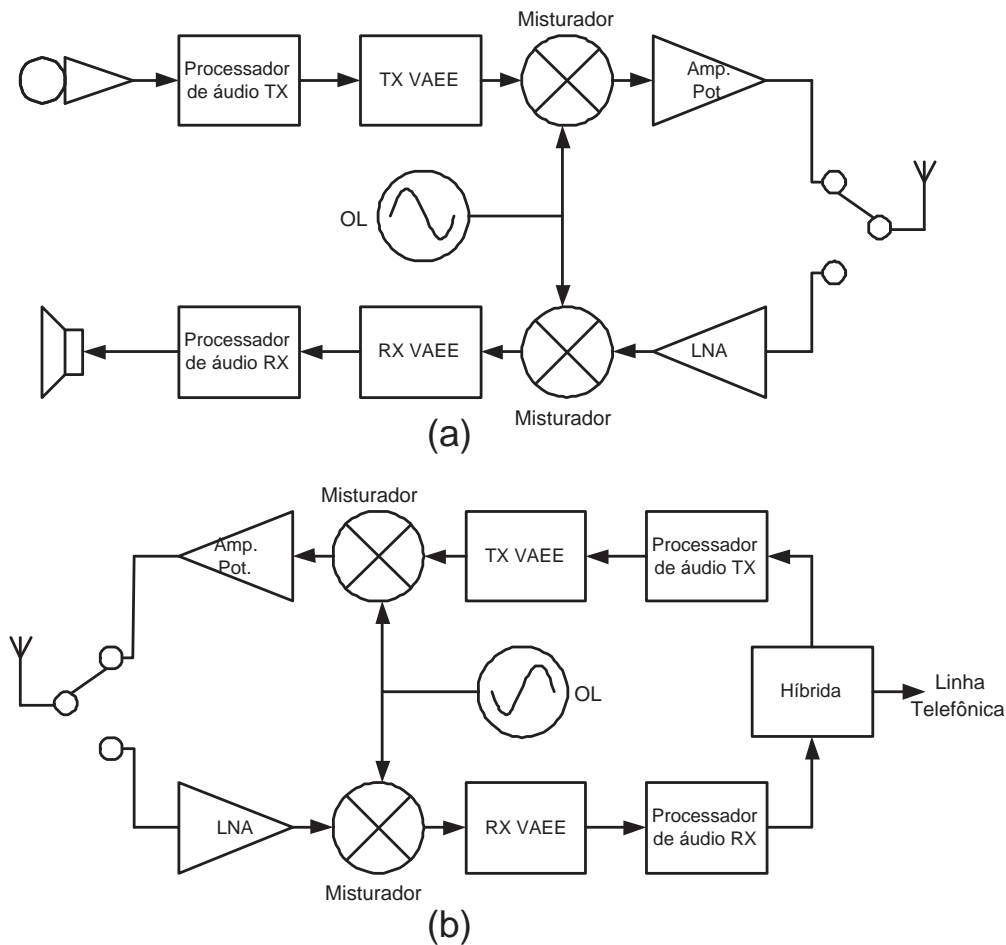 Misturador
Processador
de áudio TX
TX VAEE
Amp.
Pot.
OL
Processador
de áudio RX
RX VAEE
LNA
Misturador
(a)
Misturador
Amp.
Pot.
TX VAEE
Processador
de áudio TX
OL
Híbrida
Linha
Telefônica
LNA
RX VAEE
Processador
de áudio RX
Misturador
(b)